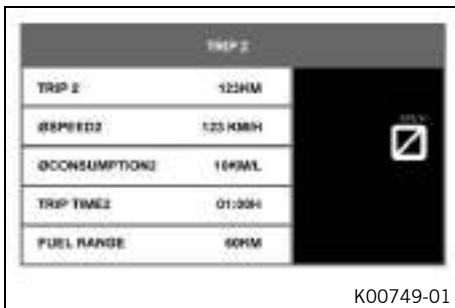 TRIP 2
TRIP 2 123KM
ØSPEED2 123 KM/H
ØCONSUMPTION2 10KM/L
TRIP TIME2 01:00H
FUEL RANGE 60KM
K00749-01